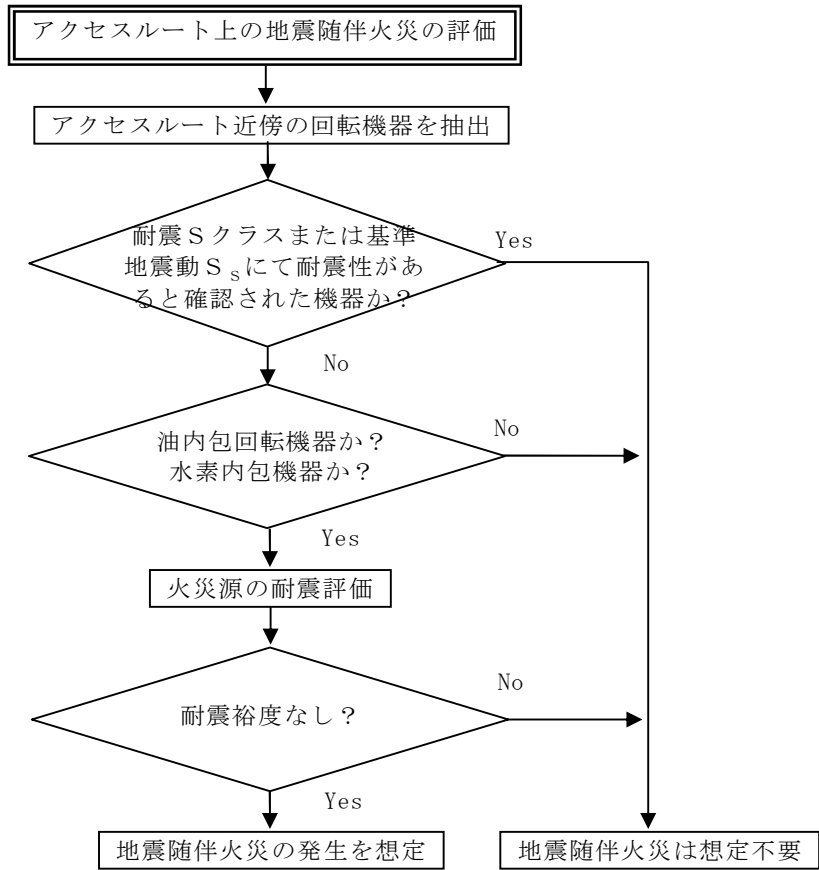 アクセスルート上の地震随伴火災の評価
アクセスルート近傍の回転機器を抽出
耐震Ｓクラスまたは基準
地震動Ｓsにて耐震性があ
ると確認された機器か？
Yes
No
油内包回転機器か？
水素内包機器か？
No
Yes
火災源の耐震評価
耐震裕度なし？
No
Yes
地震随伴火災の発生を想定
地震随伴火災は想定不要